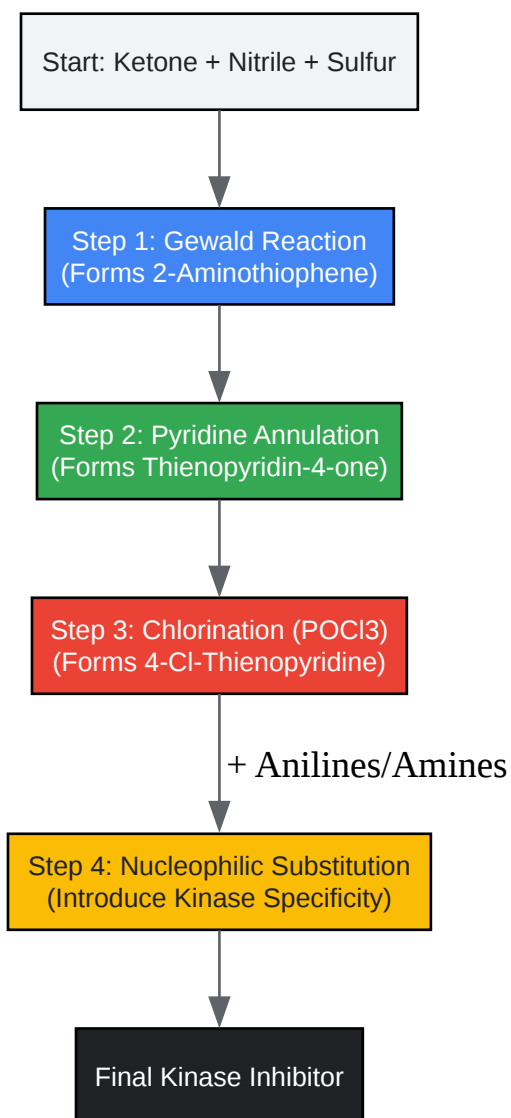 Start: Ketone + Nitrile + Sulfur
Step 1: Gewald Reaction
(Forms 2-Aminothiophene)
Step 2: Pyridine Annulation
(Forms Thienopyridin-4-one)
Step 3: Chlorination (POCl3)
(Forms 4-Cl-Thienopyridine)
+ Anilines/Amines
Step 4: Nucleophilic Substitution
(Introduce Kinase Specificity)
Final Kinase Inhibitor